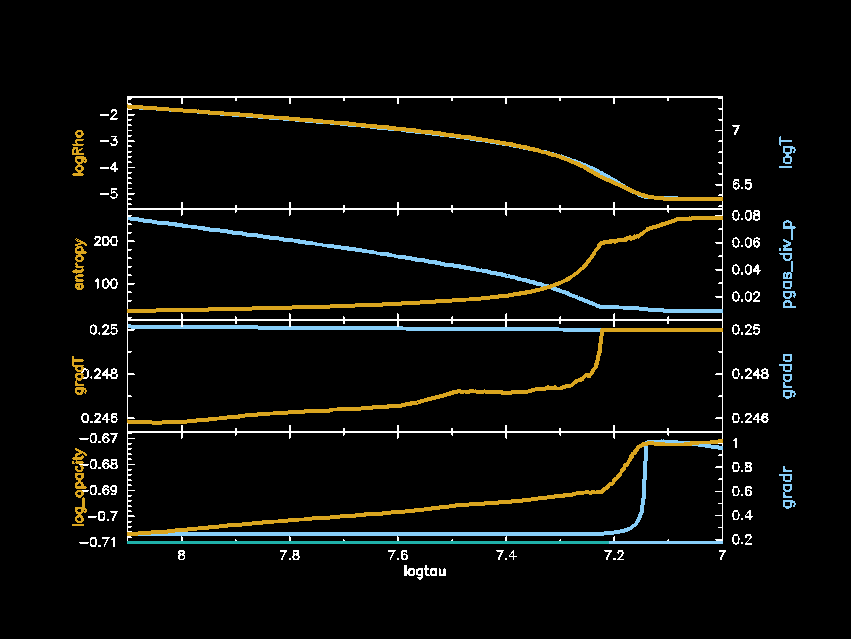 logRho
-2
-3
-4
-5
7
6.5
logT
entropy
200
100
0.08
0.06
0.04
0.02
pgas_div_p
gradT
0.25
0.248
0.246
0.25
0.248
0.246
grada
log_opacity
-0.67
-0.68
-0.69
-0.7
-0.71
1
0.8
0.6
0.4
0.2
gradr
8 7.8 7.6 7.4 7.2 7
logtau